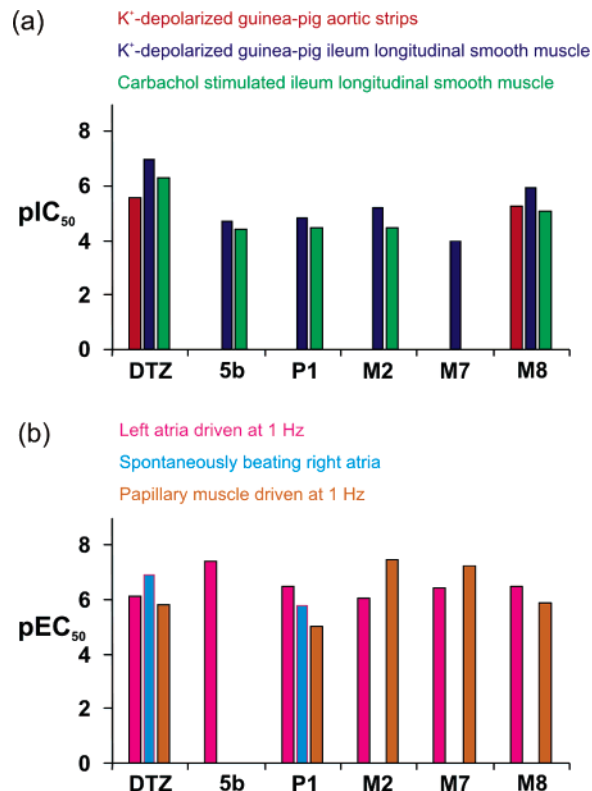 (a)
K⁺-depolarized guinea-pig aortic strips
K⁺-depolarized guinea-pig ileum longitudinal smooth muscle
Carbachol stimulated ileum longitudinal smooth muscle
8
6
pIC₅₀
4
2
0
DTZ 5b P1 M2 M7 M8
(b)
Left atria driven at 1 Hz
Spontaneously beating right atria
Papillary muscle driven at 1 Hz
8
6
pEC₅₀
4
2
0
DTZ 5b P1 M2 M7 M8